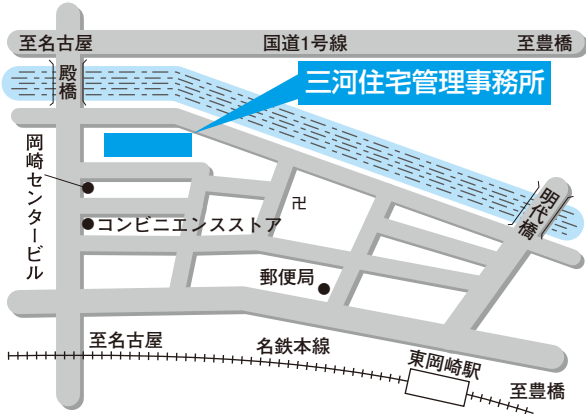 至名古屋
国道1号線
至豊橋
殿橋
三河住宅管理事務所
岡崎センタービル
コンビニエンスストア
卍
明代橋
郵便局
至名古屋
名鉄本線
東岡崎駅
至豊橋